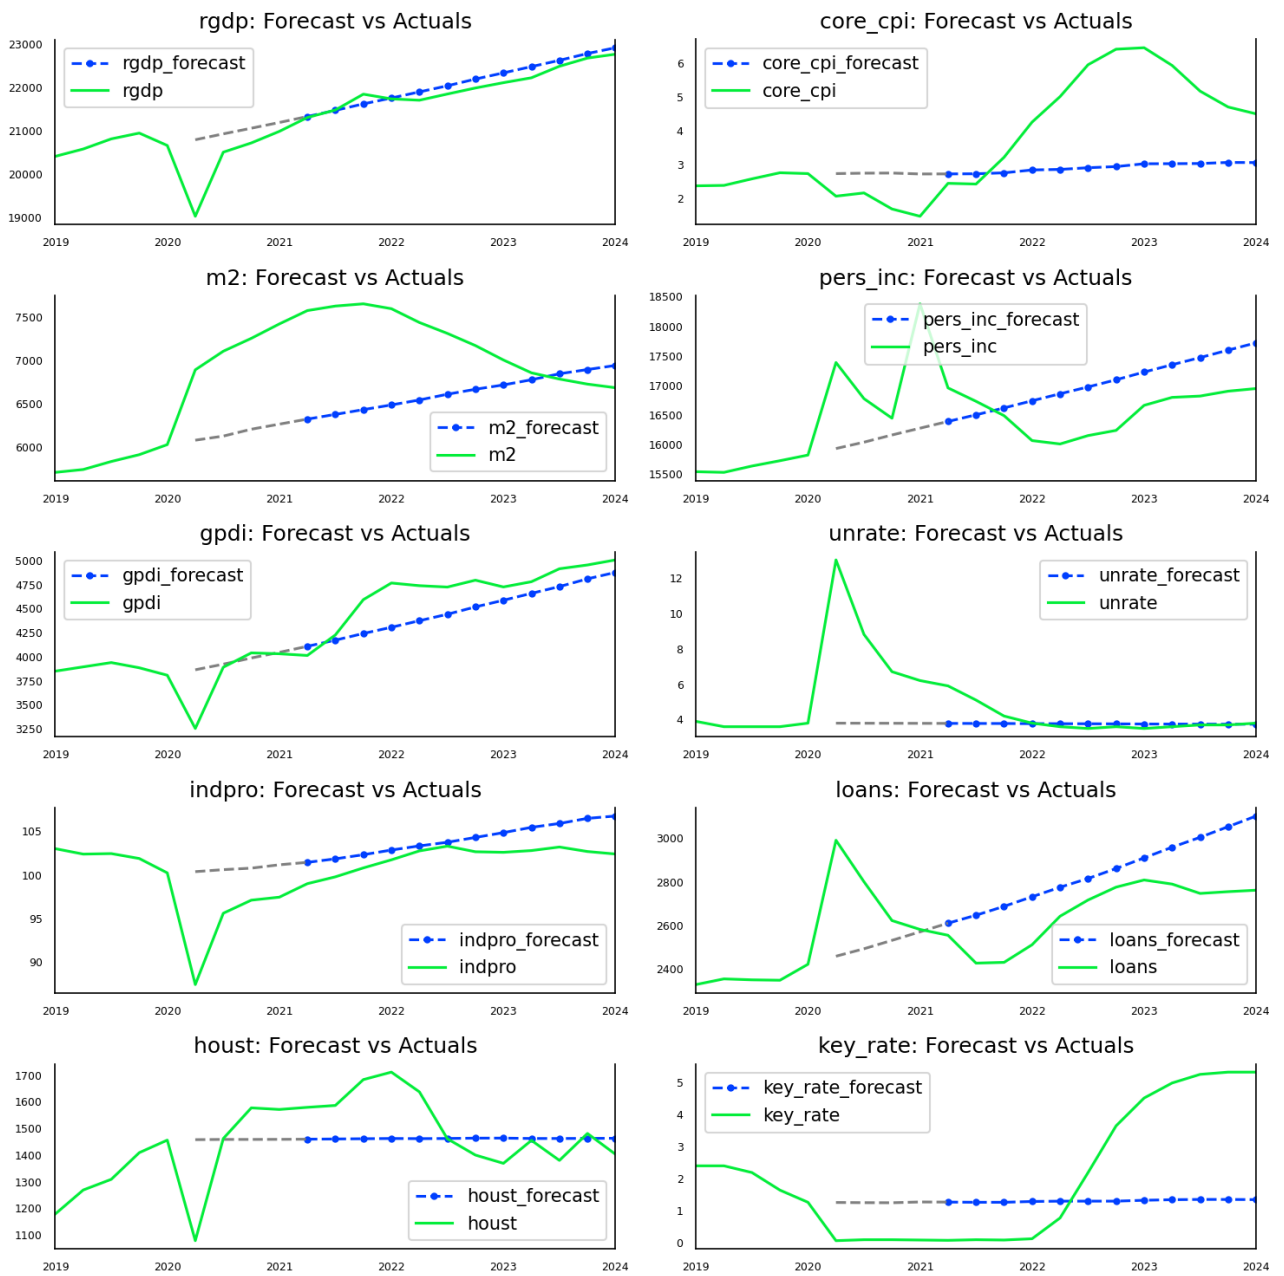 rgdp: Forecast vs Actuals
23000
22000
21000
20000
19000
rgdp_forecast
rgdp
2019 2020 2021 2022 2023 2024
core_cpi: Forecast vs Actuals
6
5
4
3
2
core_cpi_forecast
core_cpi
2019 2020 2021 2022 2023 2024
m2: Forecast vs Actuals
7500
7000
6500
6000
m2_forecast
m2
2019 2020 2021 2022 2023 2024
pers_inc: Forecast vs Actuals
18500
18000
17500
17000
16500
16000
15500
pers_inc_forecast
pers_inc
2019 2020 2021 2022 2023 2024
gpdi: Forecast vs Actuals
5000
4750
4500
4250
4000
3750
3500
3250
gpdi_forecast
gpdi
2019 2020 2021 2022 2023 2024
unrate: Forecast vs Actuals
12
10
8
6
4
unrate_forecast
unrate
2019 2020 2021 2022 2023 2024
indpro: Forecast vs Actuals
105
100
95
90
indpro_forecast
indpro
2019 2020 2021 2022 2023 2024
loans: Forecast vs Actuals
3000
2800
2600
2400
loans_forecast
loans
2019 2020 2021 2022 2023 2024
houst: Forecast vs Actuals
1700
1600
1500
1400
1300
1200
1100
houst_forecast
houst
2019 2020 2021 2022 2023 2024
key_rate: Forecast vs Actuals
5
4
3
2
1
0
key_rate_forecast
key_rate
2019 2020 2021 2022 2023 2024